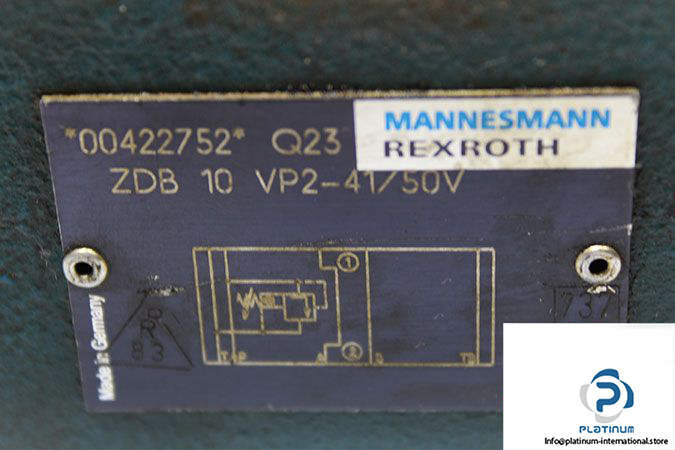 *00422752* Q23
MANNESMANN
REXROTH
ZDB 10 VP2-41/50V
1
Made in Germany
737
2
T A P A B TB
PLATINUM
Info@platinum-international.store